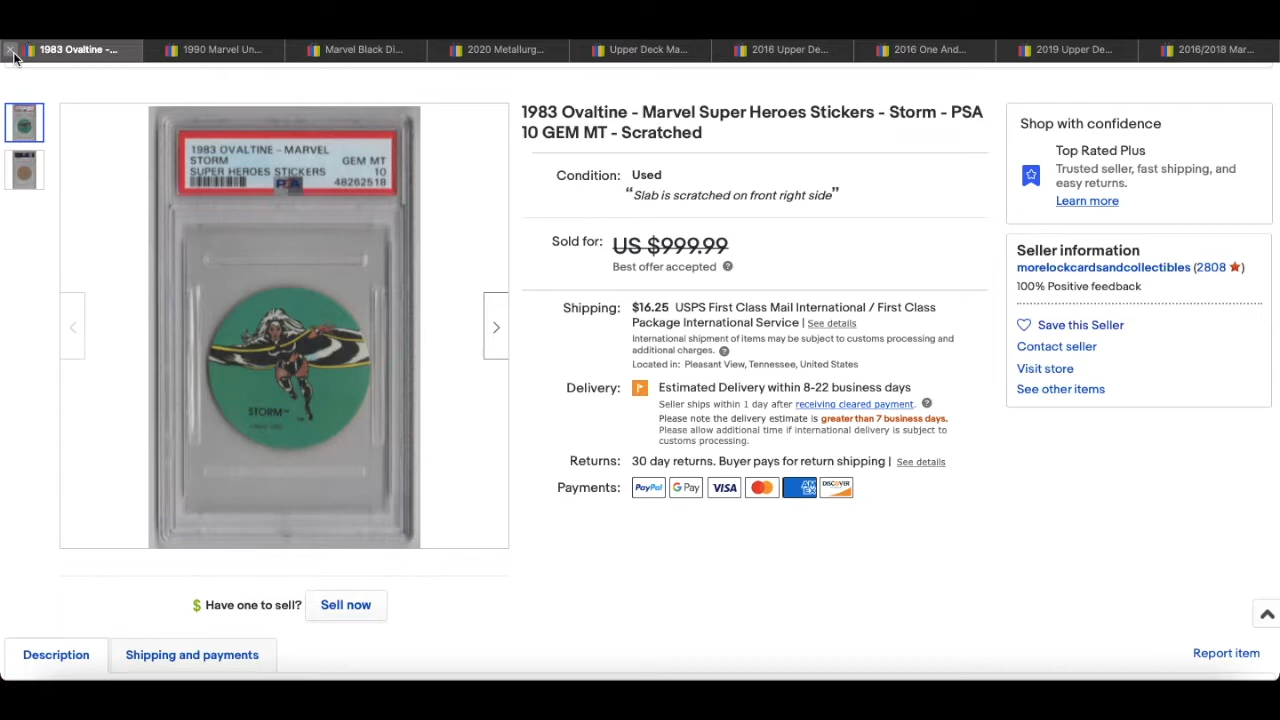 1983 Ovaltine -...
1990 Marvel Un...
Marvel Black Di...
2020 Metallurg...
Upper Deck Ma...
2016 Upper De...
2016 One And...
2019 Upper De...
2016/2018 Mar...
1983 OVALTINE - MARVEL
STORM GEM MT
SUPER HEROES STICKERS 10
PSA 48262518
STORM™
1983 Ovaltine - Marvel Super Heroes Stickers - Storm - PSA
10 GEM MT - Scratched
Condition: Used
“Slab is scratched on front right side”
Sold for: US $999.99
Best offer accepted
Shipping: $16.25 USPS First Class Mail International / First Class
Package International Service | See details
International shipment of items may be subject to customs processing and
additional charges.
Located in: Pleasant View, Tennessee, United States
Delivery: Estimated Delivery within 8-22 business days
Seller ships within 1 day after receiving cleared payment.
Please note the delivery estimate is greater than 7 business days.
Please allow additional time if international delivery is subject to
customs processing.
Returns: 30 day returns. Buyer pays for return shipping | See details
Payments: PayPal G Pay VISA AMEX DISCOVER
Shop with confidence
Top Rated Plus
Trusted seller, fast shipping, and
easy returns.
Learn more
Seller information
morelockcardsandcollectibles (2808 ★)
100% Positive feedback
Save this Seller
Contact seller
Visit store
See other items
Have one to sell? Sell now
Description
Shipping and payments
Report item